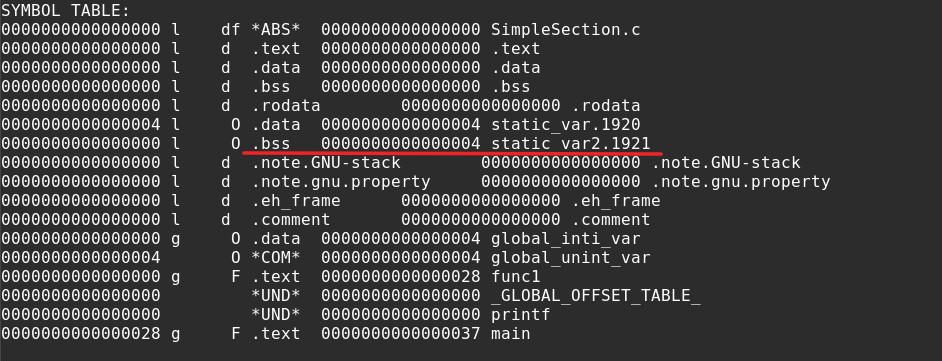 SYMBOL TABLE:
0000000000000000 l    df *ABS*  0000000000000000 SimpleSection.c
0000000000000000 l    d  .text  0000000000000000 .text
0000000000000000 l    d  .data  0000000000000000 .data
0000000000000000 l    d  .bss   0000000000000000 .bss
0000000000000000 l    d  .rodata        0000000000000000 .rodata
0000000000000004 l     O .data  0000000000000004 static_var.1920
0000000000000000 l     O .bss   0000000000000004 static_var2.1921
0000000000000000 l    d  .note.GNU-stack        0000000000000000 .note.GNU-stack
0000000000000000 l    d  .note.gnu.property     0000000000000000 .note.gnu.property
0000000000000000 l    d  .eh_frame      0000000000000000 .eh_frame
0000000000000000 l    d  .comment       0000000000000000 .comment
0000000000000000 g     O .data  0000000000000004 global_inti_var
0000000000000004       O *COM*  0000000000000004 global_unint_var
0000000000000000 g     F .text  0000000000000028 func1
0000000000000000         *UND*  0000000000000000 _GLOBAL_OFFSET_TABLE_
0000000000000000         *UND*  0000000000000000 printf
0000000000000028 g     F .text  0000000000000037 main